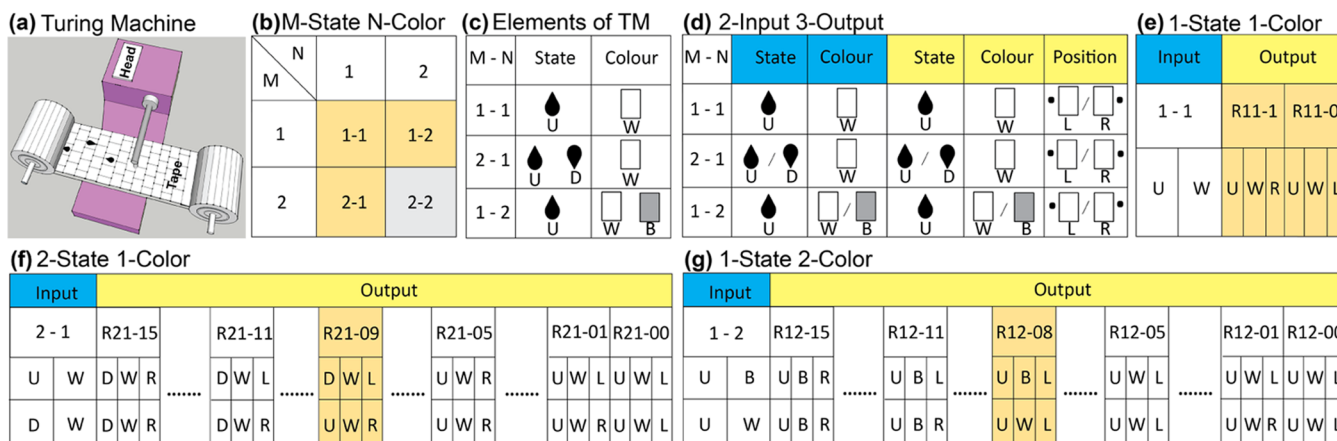 (a) Turing Machine
Head
Tape
(b) M-State N-Color
N
M
1 2
1 1-1 1-2
2 2-1 2-2
(c) Elements of TM
M - N State Colour
1 - 1 U W
2 - 1 U D W
1 - 2 U W B
(d) 2-Input 3-Output
M - N State Colour State Colour Position
1 - 1 U W U W L / R
2 - 1 U / D W U / D W L / R
1 - 2 U W / B U W / B L / R
(e) 1-State 1-Color
Input Output
1 - 1 R11-1 R11-0
U W U W R U W L
(f) 2-State 1-Color
Input Output
2 - 1 R21-15 R21-11 R21-09 R21-05 R21-01 R21-00
U W D W R ....... D W L ....... D W L ....... U W R ....... U W L U W L
D W D W R D W R U W R U W R U W R U W L
(g) 1-State 2-Color
Input Output
1 - 2 R12-15 R12-11 R12-08 R12-05 R12-01 R12-00
U B U B R ....... U B L ....... U B L ....... U W L ....... U W L U W L
U W U B R U B R U W L U W R U W R U W L